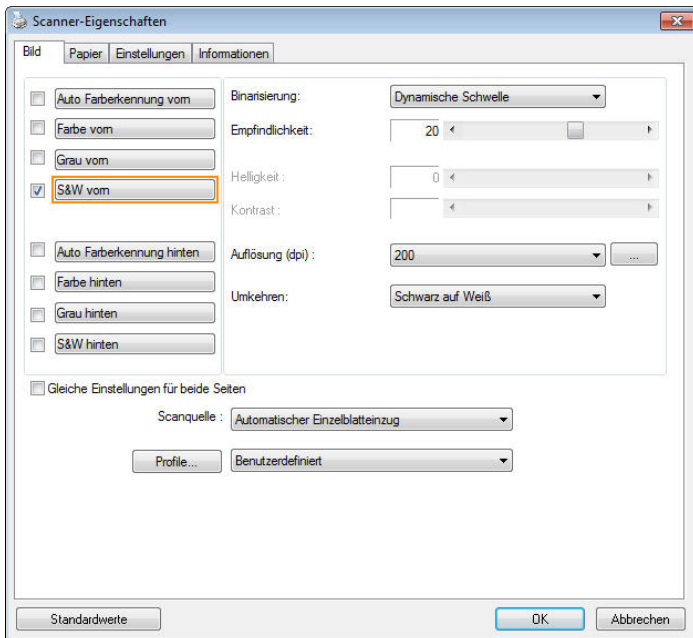 Scanner-Eigenschaften
Bild Papier Einstellungen Informationen
Auto Farberkennung vorn
Farbe vorn
Grau vorn
S&W vorn
Auto Farberkennung hinten
Farbe hinten
Grau hinten
S&W hinten
Binarisierung: Dynamische Schwelle
Empfindlichkeit: 20
Helligkeit : 0
Kontrast :
Auflösung (dpi) : 200 ...
Umkehren: Schwarz auf Weiß
Gleiche Einstellungen für beide Seiten
Scanquelle : Automatischer Einzelblatteinzug
Profile... Benutzerdefiniert
Standardwerte OK Abbrechen